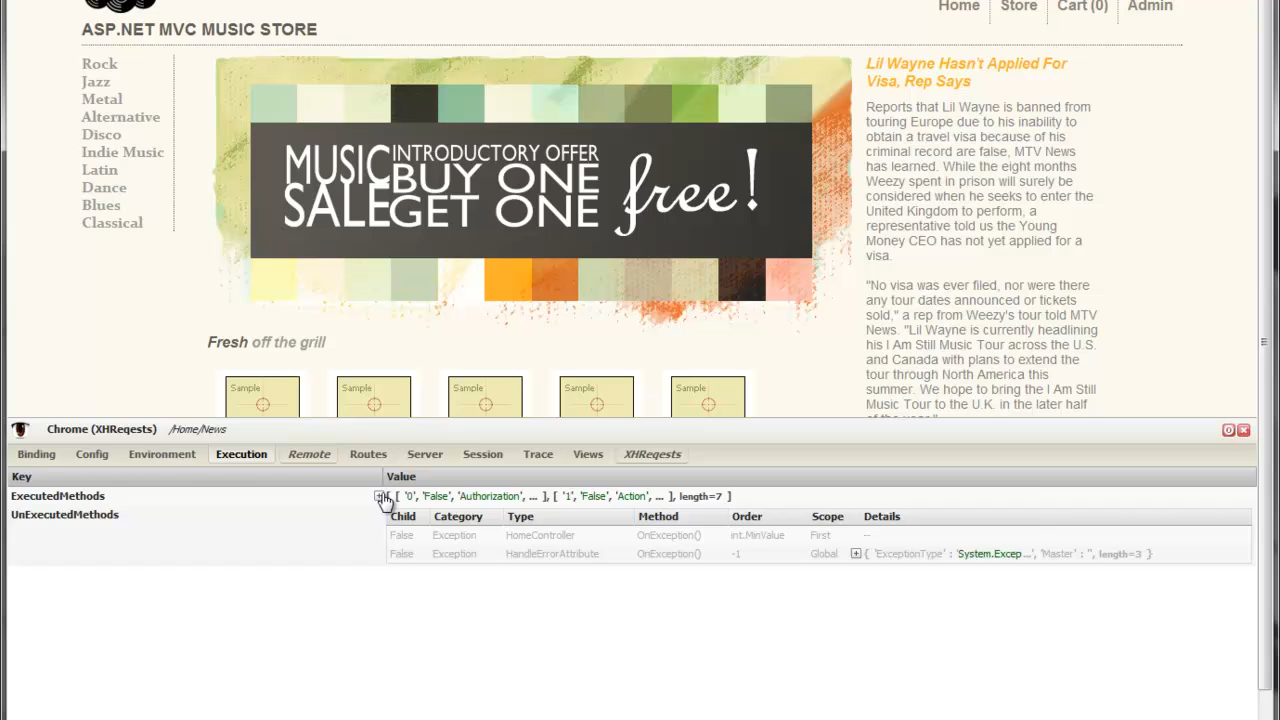 Home Store Cart (0) Admin
ASP.NET MVC MUSIC STORE
Rock
Jazz
Metal
Alternative
Disco
Indie Music
Latin
Dance
Blues
Classical
MUSIC SALE
INTRODUCTORY OFFER
BUY ONE
GET ONE
free!
Lil Wayne Hasn't Applied For
Visa, Rep Says
Reports that Lil Wayne is banned from
touring Europe due to his inability to
obtain a travel visa because of his
criminal record are false, MTV News
has learned. While the eight months
Weezy spent in prison will surely be
considered when he seeks to enter the
United Kingdom to perform, a
representative told us the Young
Money CEO has not yet applied for a
visa.
"No visa was ever filed, nor were there
any tour dates announced or tickets
sold," a rep from Weezy's tour told MTV
News. "Lil Wayne is currently headlining
his I Am Still Music Tour across the U.S.
and Canada with plans to extend the
tour through North America this
summer. We hope to bring the I Am Still
Music Tour to the U.K. in the later half
Fresh off the grill
Sample Sample Sample Sample Sample
Chrome (XHReqests) /Home/News
Binding Config Environment Execution Remote Routes Server Session Trace Views XHReqests
Key Value
ExecutedMethods [ [ '0', 'False', 'Authorization', ... ], [ '1', 'False', 'Action', ... ], length=7 ]
UnExecutedMethods
Child Category Type Method Order Scope Details
False Exception HomeController OnException() int.MinValue First --
False Exception HandleErrorAttribute OnException() -1 Global { 'ExceptionType' : 'System.Excep...', 'Master' : '', length=3 }